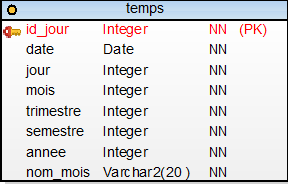 temps
id_jour Integer NN (PK)
date Date NN
jour Integer NN
mois Integer NN
trimestre Integer NN
semestre Integer NN
annee Integer NN
nom_mois Varchar2(20 ) NN